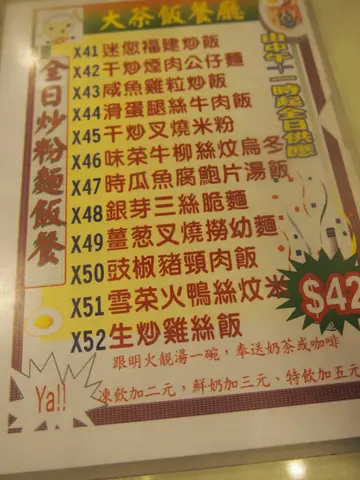 大茶飯餐廳
全日炒粉麵飯餐
由中午十一時起全日供應
X41 迷您福建炒飯
X42 干炒煙肉公仔麵
X43 咸魚雞粒炒飯
X44 滑蛋腿絲牛肉飯
X45 干炒叉燒米粉
X46 味菜牛柳絲炆烏冬
X47 時瓜魚腐鮑片湯飯
X48 銀芽三絲脆麵
X49 薑葱叉燒撈幼麵
X50 豉椒豬頸肉飯
X51 雪菜火鴨絲炆米
X52 生炒雞絲飯
$42
跟明火靚湯一碗，奉送奶茶或咖啡
凍飲加二元，鮮奶加三元、特飲加五元
Ya!!